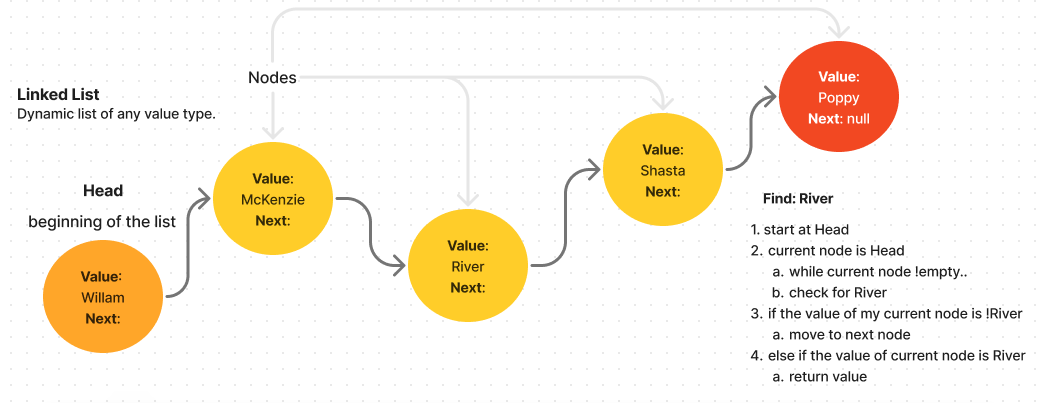 Nodes
Linked List
Dynamic list of any value type.
Head
beginning of the list
Value:
Willam
Next:
Value:
McKenzie
Next:
Value:
River
Next:
Value:
Shasta
Next:
Value:
Poppy
Next: null
Find: River
1. start at Head
2. current node is Head
a. while current node !empty..
b. check for River
3. if the value of my current node is !River
a. move to next node
4. else if the value of current node is River
a. return value